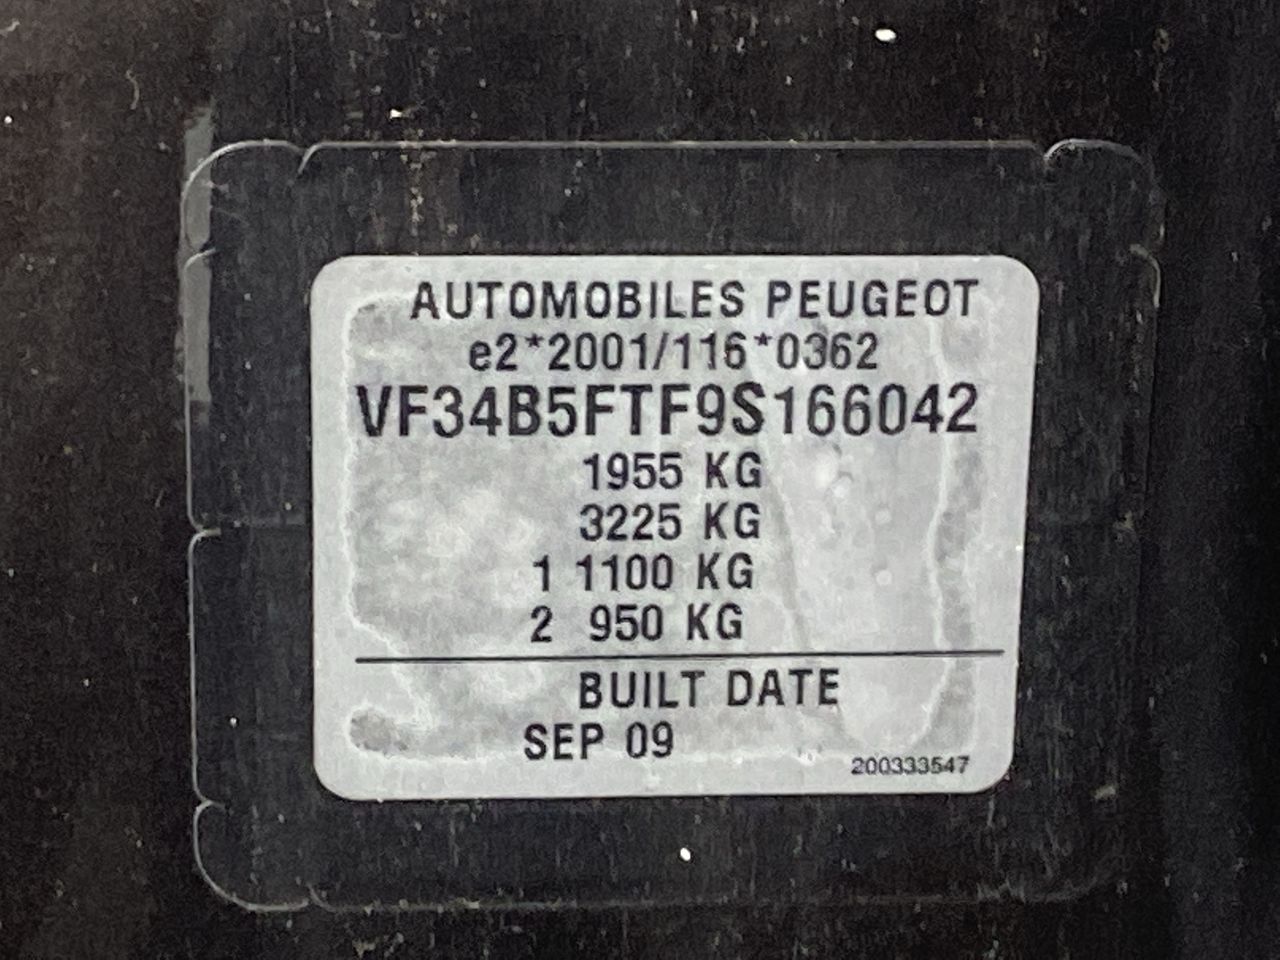 AUTOMOBILES PEUGEOT
e2*2001/116*0362
VF34B5FTF9S166042
1955 KG
3225 KG
1 1100 KG
2 950 KG
BUILT DATE
SEP 09
200333547